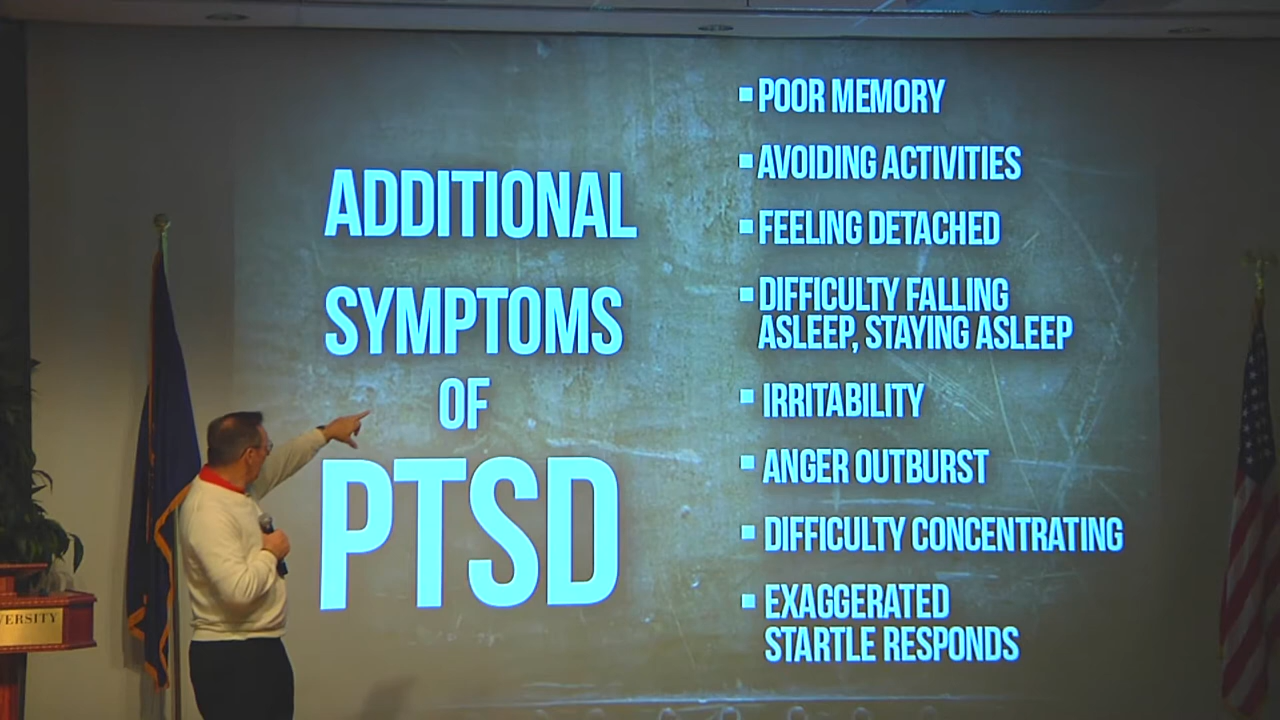 ADDITIONAL
SYMPTOMS
OF
PTSD
▪ POOR MEMORY
▪ AVOIDING ACTIVITIES
▪ FEELING DETACHED
▪ DIFFICULTY FALLING
ASLEEP, STAYING ASLEEP
▪ IRRITABILITY
▪ ANGER OUTBURST
▪ DIFFICULTY CONCENTRATING
▪ EXAGGERATED
STARTLE RESPONDS
VERSITY